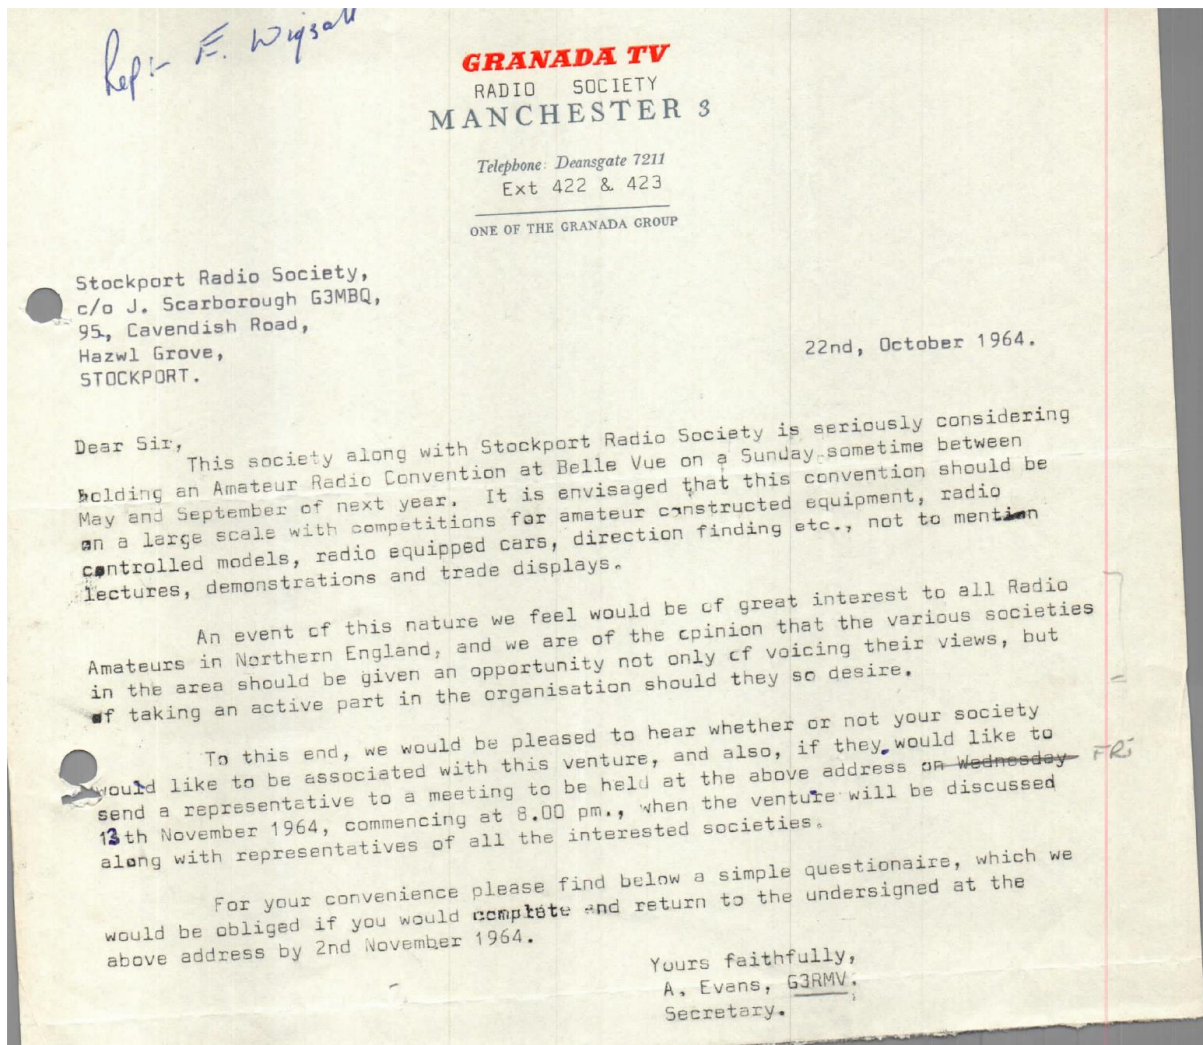 Rep:- F. Wigsall
GRANADA TV
RADIO SOCIETY
MANCHESTER 3
Telephone: Deansgate 7211
Ext 422 & 423
ONE OF THE GRANADA GROUP
Stockport Radio Society,
c/o J. Scarborough G3MBQ,
95, Cavendish Road,
Hazwl Grove,
STOCKPORT.
22nd, October 1964.
Dear Sir,
This society along with Stockport Radio Society is seriously considering
holding an Amateur Radio Convention at Belle Vue on a Sunday sometime between
May and September of next year. It is envisaged that this convention should be
on a large scale with competitions for amateur constructed equipment, radio
controlled models, radio equipped cars, direction finding etc., not to mention
lectures, demonstrations and trade displays.
An event of this nature we feel would be of great interest to all Radio
Amateurs in Northern England, and we are of the opinion that the various societies
in the area should be given an opportunity not only of voicing their views, but
of taking an active part in the organisation should they so desire.
To this end, we would be pleased to hear whether or not your society
would like to be associated with this venture, and also, if they would like to
send a representative to a meeting to be held at the above address on Wednesday FRI
13th November 1964, commencing at 8.00 pm., when the venture will be discussed
along with representatives of all the interested societies.
For your convenience please find below a simple questionaire, which we
would be obliged if you would complete and return to the undersigned at the
above address by 2nd November 1964.
Yours faithfully,
A. Evans, G3RMV.
Secretary.